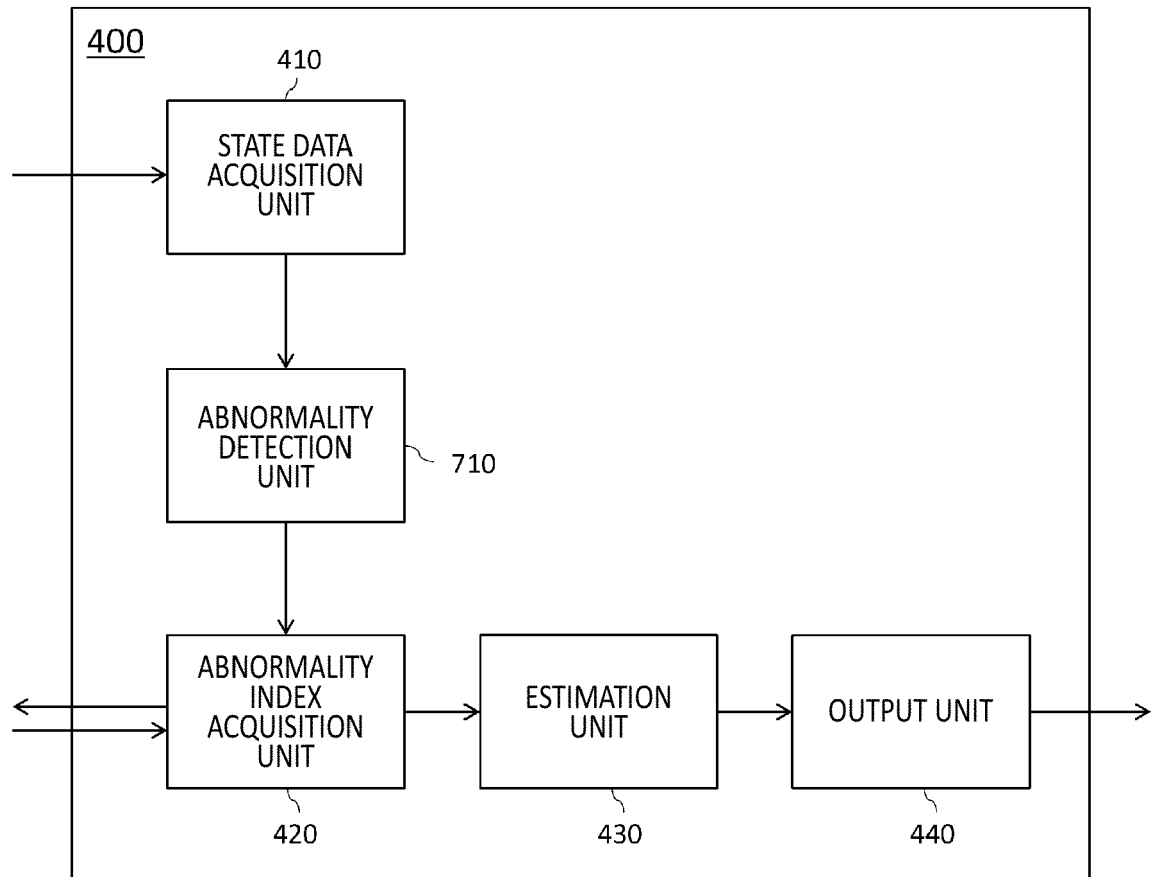 400
410
STATE DATA
ACQUISITION
UNIT
ABNORMALITY
DETECTION
UNIT
710
ABNORMALITY
INDEX
ACQUISITION
UNIT
420
ESTIMATION
UNIT
430
OUTPUT UNIT
440